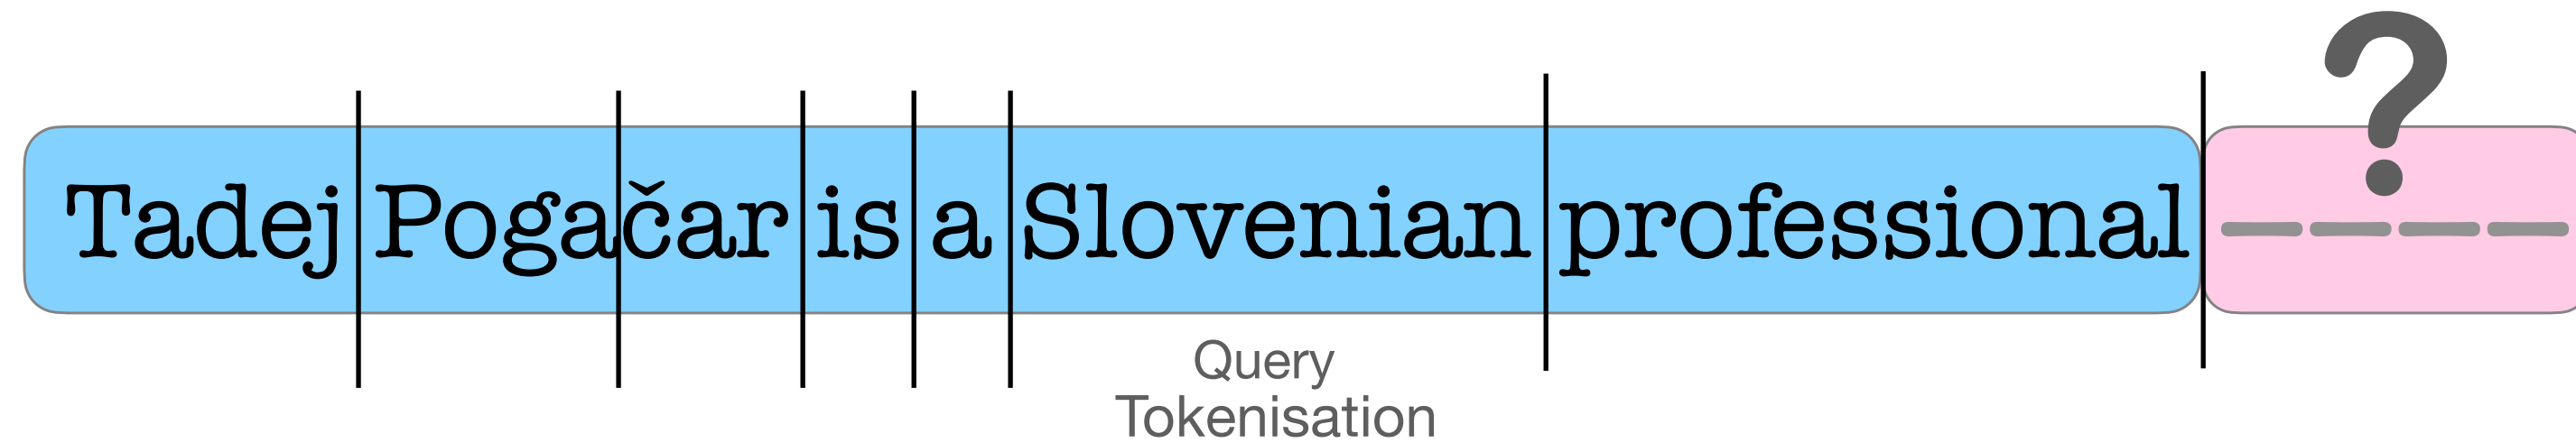 Tadej Pogačar is a Slovenian professional ?
Query
Tokenisation